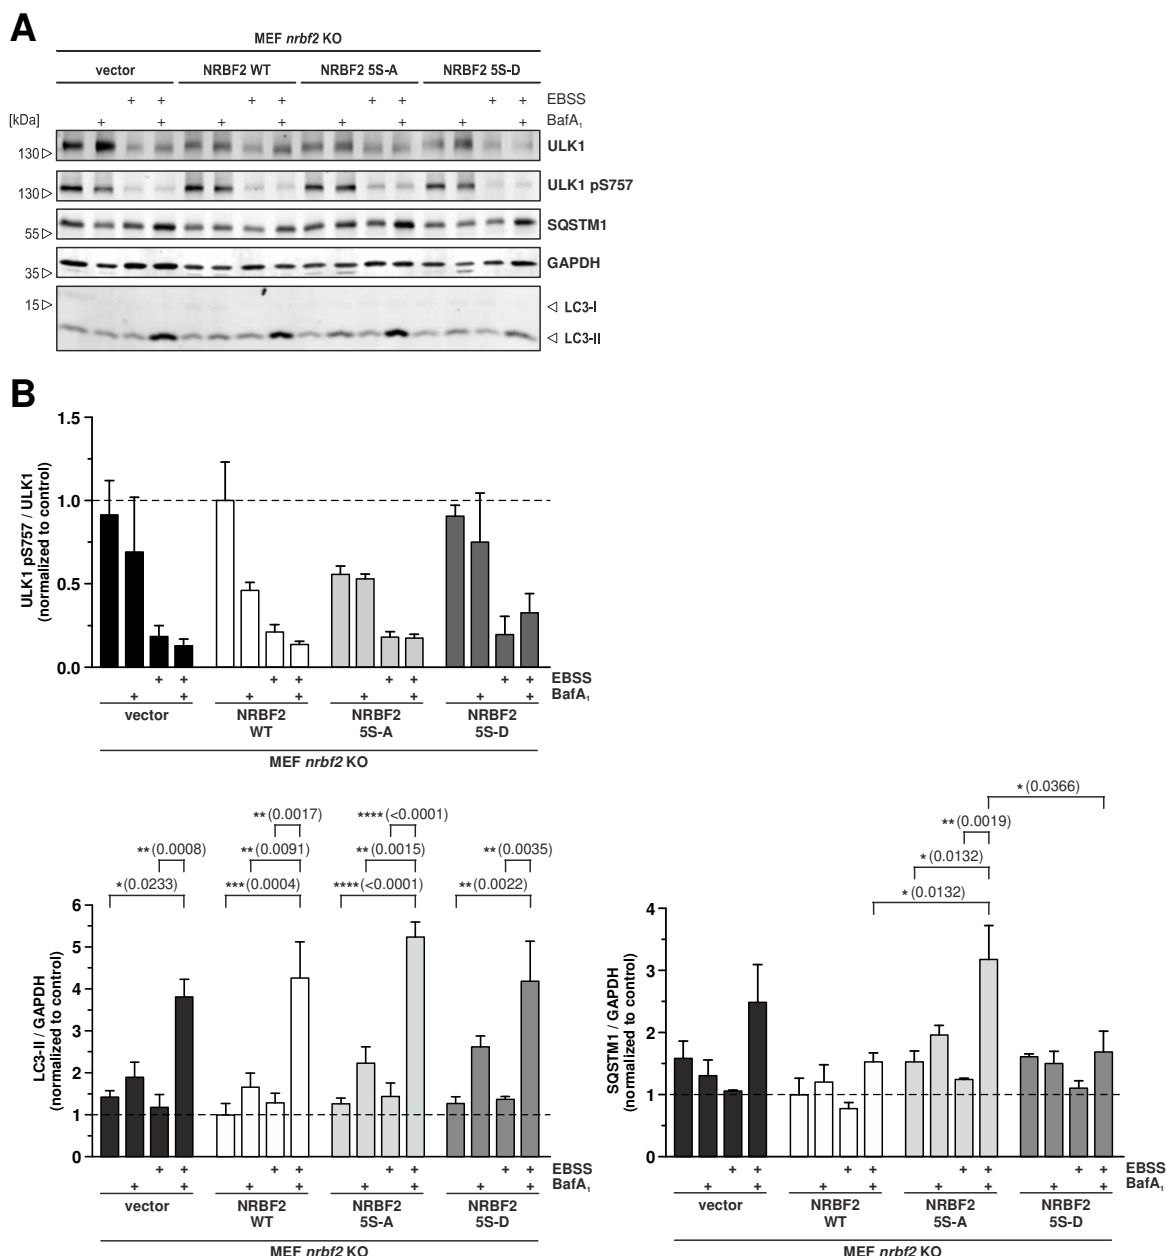 A
MEF nrbf2 KO
vector NRBF2 WT NRBF2 5S-A NRBF2 5S-D
+ + + + + + + + EBSS
[kDa] + + + + + + + + BafA₁
130 ▷ ULK1
130 ▷ ULK1 pS757
55 ▷ SQSTM1
35 ▷ GAPDH
15 ▷ ◁ LC3-I
◁ LC3-II
B
ULK1 pS757 / ULK1
(normalized to control)
1.5
1.0
0.5
0.0
+ + + + + + + + EBSS
+ + + + + + + + BafA₁
vector NRBF2 NRBF2 NRBF2
WT 5S-A 5S-D
MEF nrbf2 KO
LC3-II / GAPDH
(normalized to control)
**(0.0017) ****(<0.0001)
**(0.0008) **(0.0091) **(0.0015) **(0.0035)
*(0.0233) ***(0.0004) ****(<0.0001) **(0.0022)
6
5
4
3
2
1
0
+ + + + + + + + EBSS
+ + + + + + + + BafA₁
vector NRBF2 NRBF2 NRBF2
WT 5S-A 5S-D
MEF nrbf2 KO
SQSTM1 / GAPDH
(normalized to control)
*(0.0366)
**(0.0019)
*(0.0132)
*(0.0132)
4
3
2
1
0
+ + + + + + + + EBSS
+ + + + + + + + BafA₁
vector NRBF2 NRBF2 NRBF2
WT 5S-A 5S-D
MEF nrbf2 KO